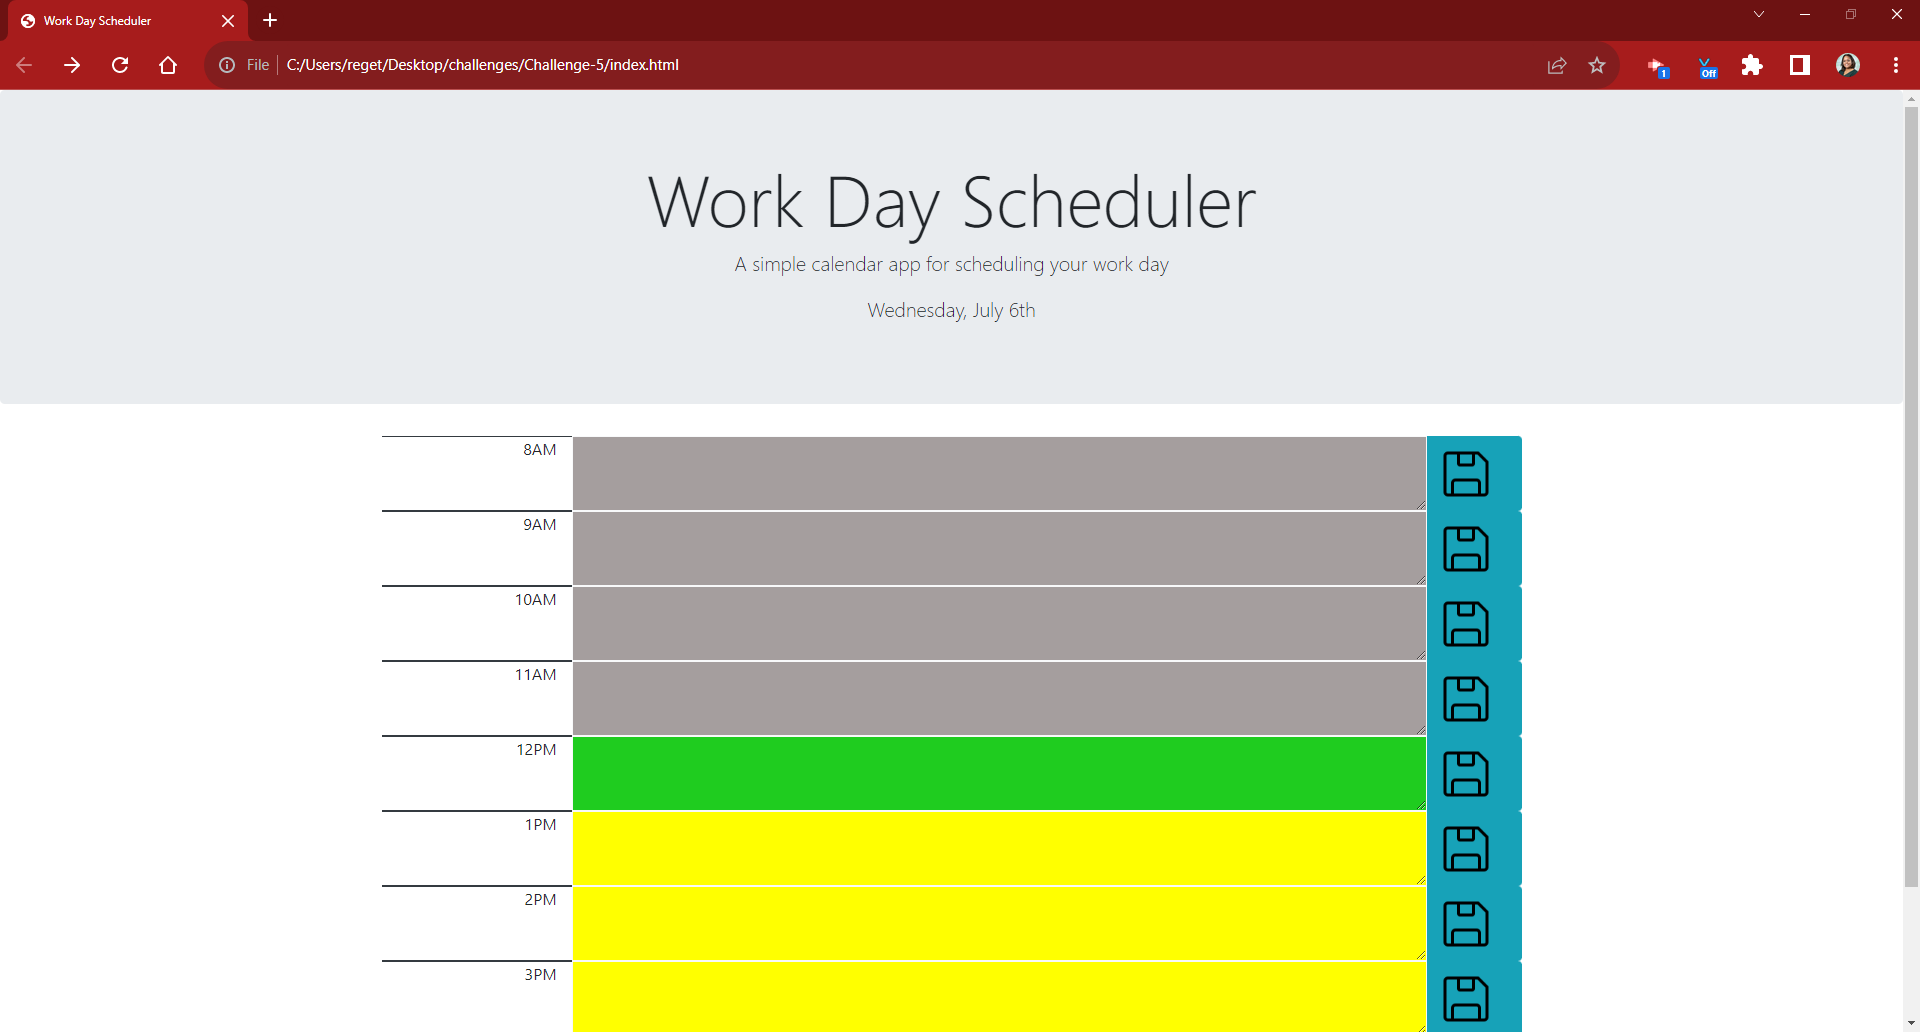 Work Day Scheduler
File C:/Users/reget/Desktop/challenges/Challenge-5/index.html
1
Off
Work Day Scheduler
A simple calendar app for scheduling your work day
Wednesday, July 6th
8AM
9AM
10AM
11AM
12PM
1PM
2PM
3PM